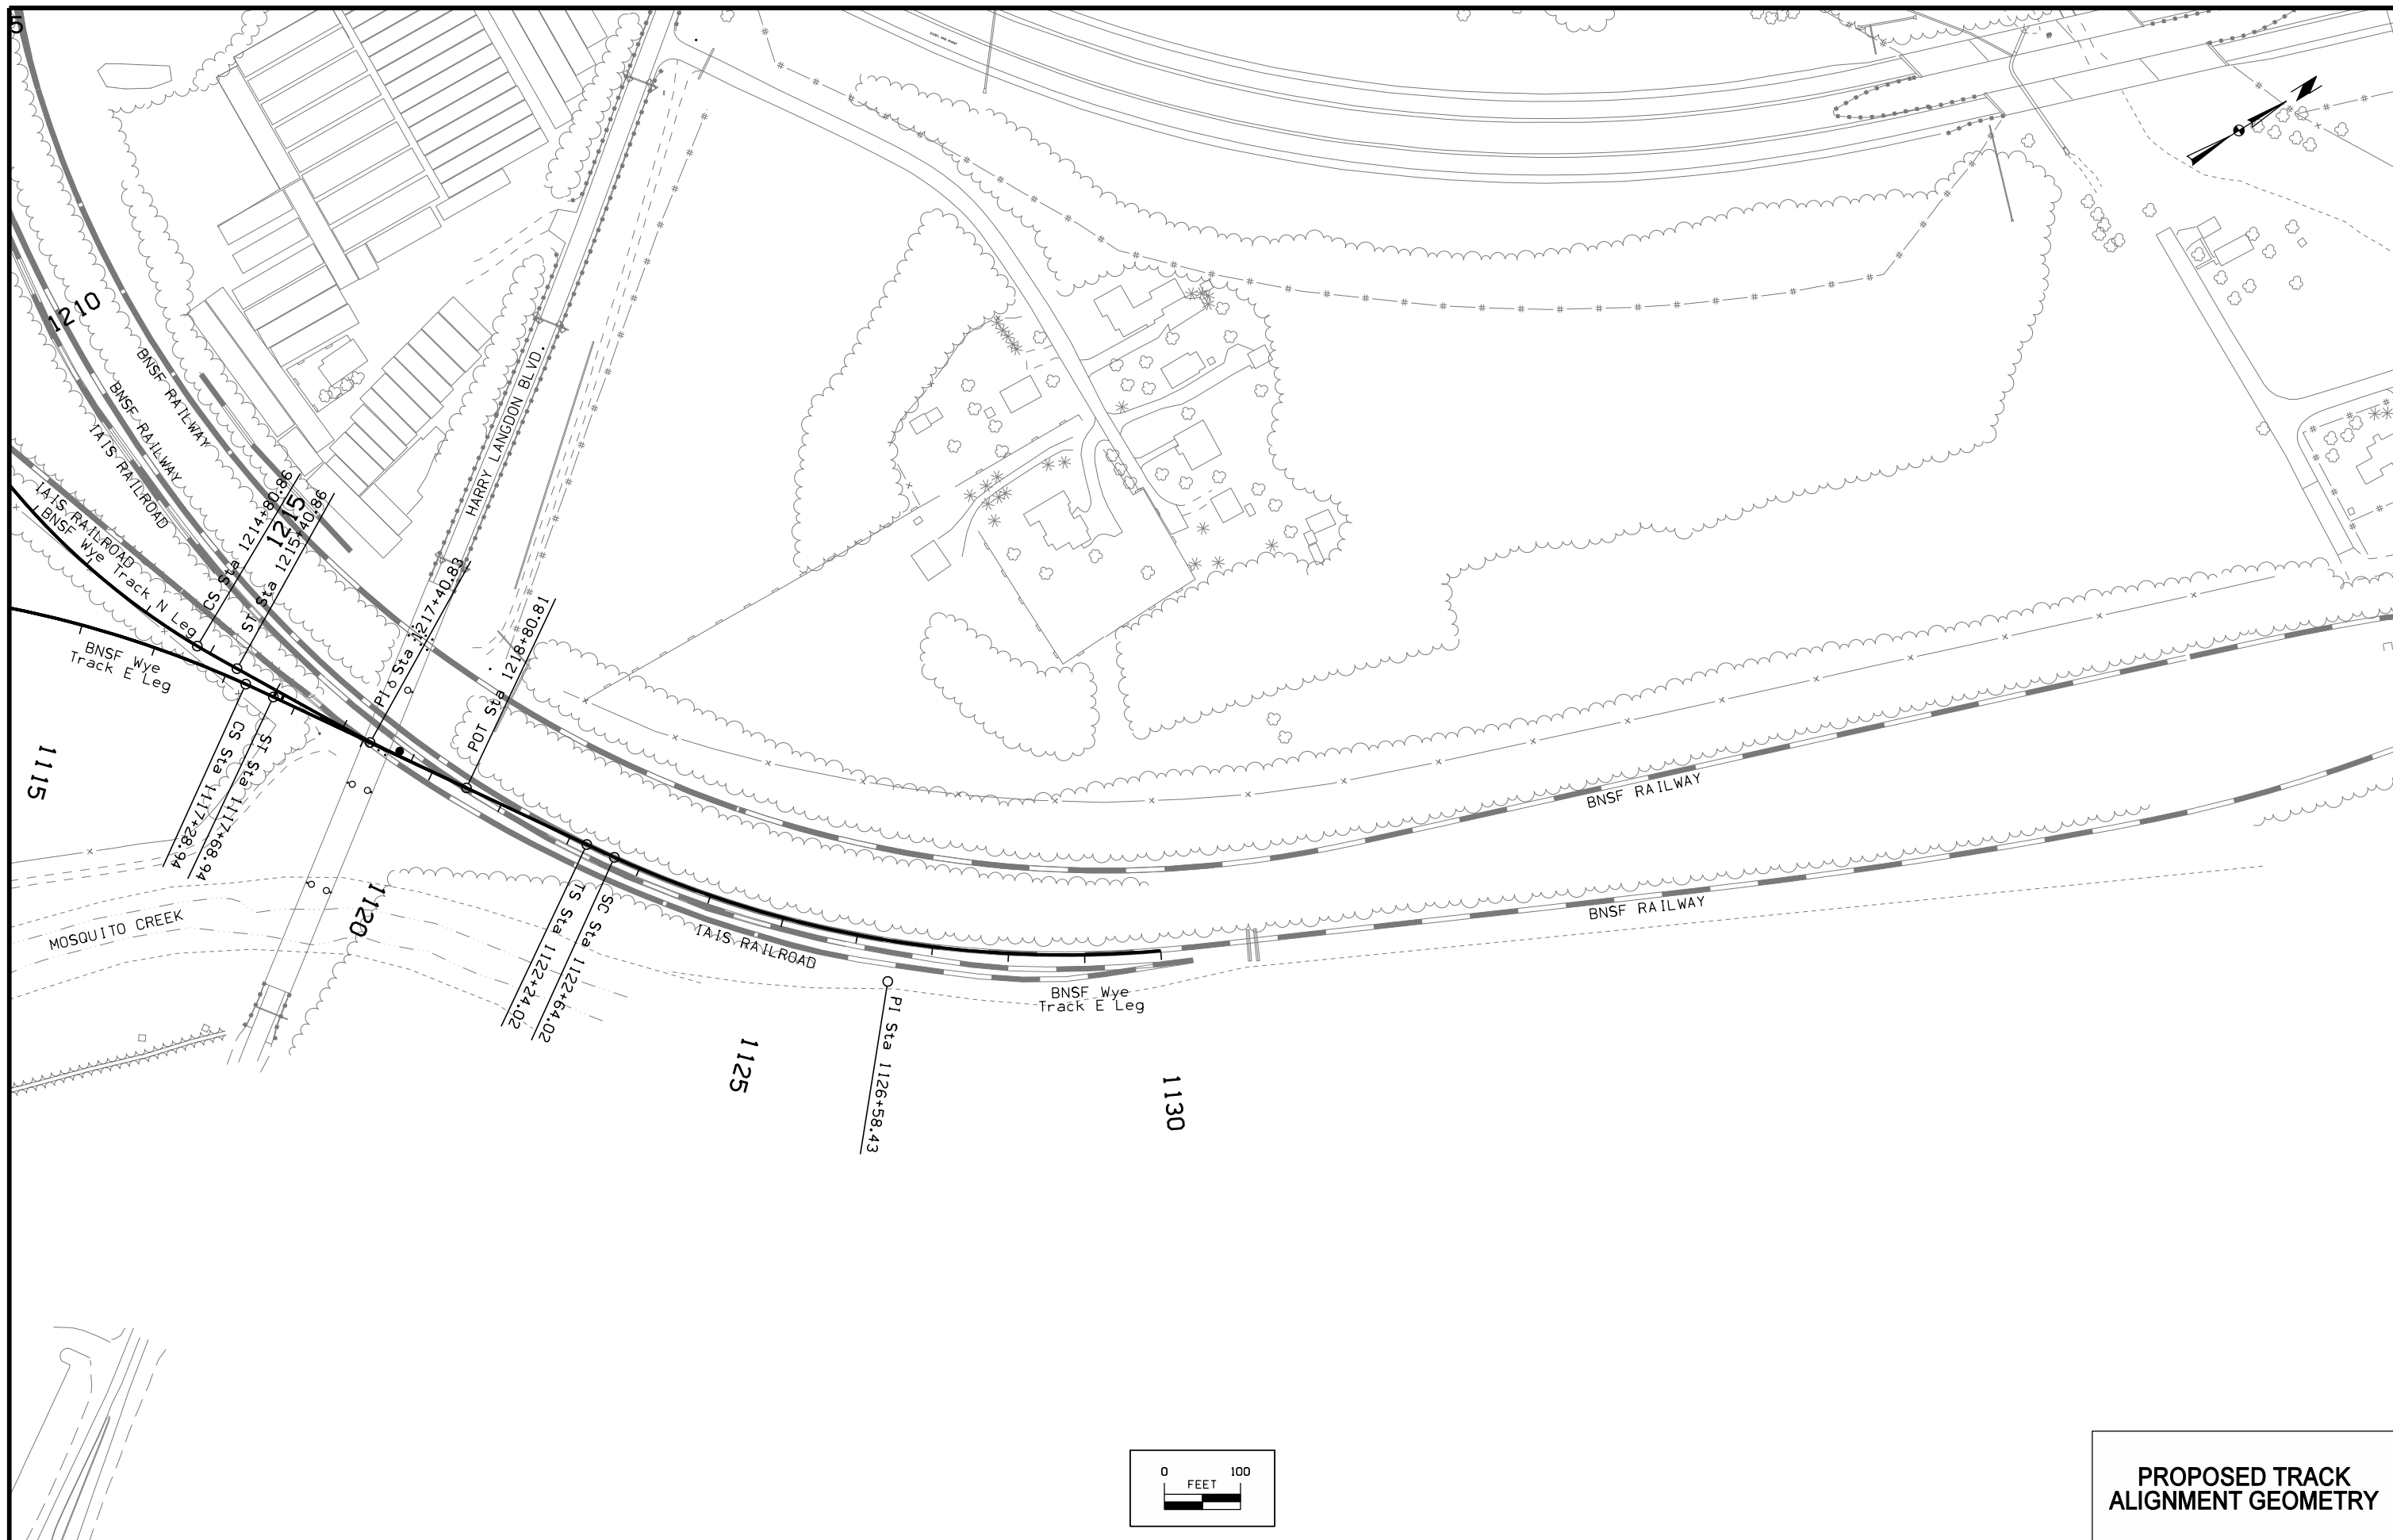 5
1210
BNSF RAILWAY
BNSF RAILWAY
IAIS RAILROAD
IAIS RAILROAD
BNSF Wye Track N Leg
CS Sta 1214+80.86
1215
ST Sta 1215+40.86
HARRY LANGDON BLVD.
PI Sta 1217+40.83
POT Sta 1218+80.81
BNSF Wye
Track E Leg
1115
CS Sta 1117+28.94
ST Sta 1117+68.94
MOSQUITO CREEK
1120
TS Sta 1122+24.02
SC Sta 1122+64.02
IAIS RAILROAD
1125
PI Sta 1126+58.43
BNSF Wye
Track E Leg
1130
BNSF RAILWAY
BNSF RAILWAY
0 100
FEET
PROPOSED TRACK
ALIGNMENT GEOMETRY